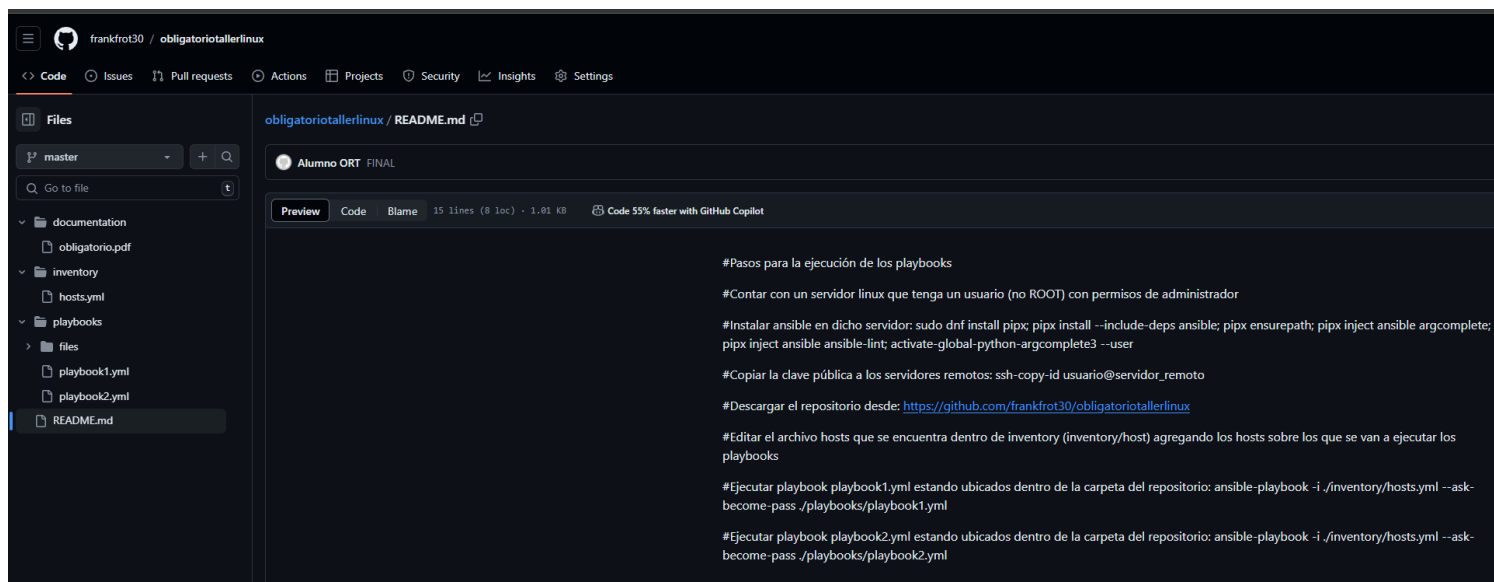 frankfrot30 / obligatoriotallerlinux
<> Code Issues Pull requests Actions Projects Security Insights Settings
Files
master
Go to file t
documentation
obligatorio.pdf
inventory
hosts.yml
playbooks
files
playbook1.yml
playbook2.yml
README.md
obligatoriotallerlinux / README.md
Alumno ORT FINAL
Preview Code Blame 15 lines (8 loc) · 1.01 KB Code 55% faster with GitHub Copilot
#Pasos para la ejecución de los playbooks
#Contar con un servidor linux que tenga un usuario (no ROOT) con permisos de administrador
#Instalar ansible en dicho servidor: sudo dnf install pipx; pipx install --include-deps ansible; pipx ensurepath; pipx inject ansible argcomplete;
pipx inject ansible ansible-lint; activate-global-python-argcomplete3 --user
#Copiar la clave pública a los servidores remotos: ssh-copy-id usuario@servidor_remoto
#Descargar el repositorio desde: https://github.com/frankfrot30/obligatoriotallerlinux
#Editar el archivo hosts que se encuentra dentro de inventory (inventory/host) agregando los hosts sobre los que se van a ejecutar los
playbooks
#Ejecutar playbook playbook1.yml estando ubicados dentro de la carpeta del repositorio: ansible-playbook -i ./inventory/hosts.yml --ask-
become-pass ./playbooks/playbook1.yml
#Ejecutar playbook playbook2.yml estando ubicados dentro de la carpeta del repositorio: ansible-playbook -i ./inventory/hosts.yml --ask-
become-pass ./playbooks/playbook2.yml